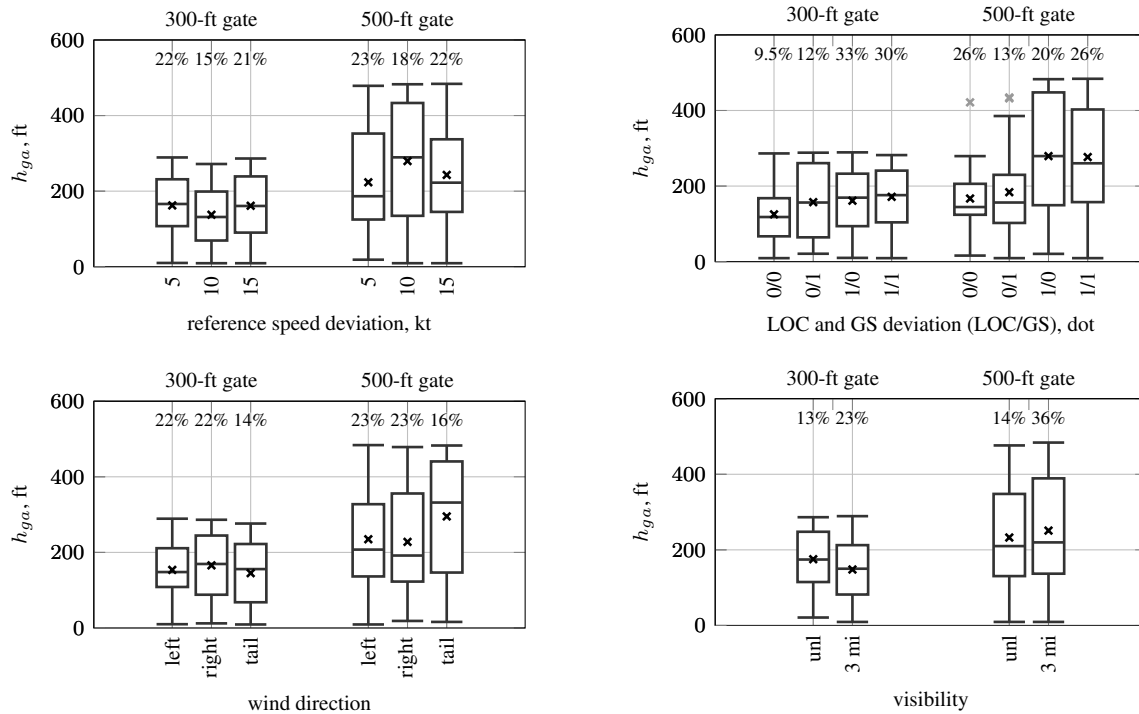 300-ft gate 500-ft gate
600
22% 15% 21% 23% 18% 22%
400
200
0
h_ga, ft
5 10 15 5 10 15
reference speed deviation, kt
300-ft gate 500-ft gate
600
9.5% 12% 33% 30% 26% 13% 20% 26%
400
200
0
h_ga, ft
0/0 0/1 1/0 1/1 0/0 0/1 1/0 1/1
LOC and GS deviation (LOC/GS), dot
300-ft gate 500-ft gate
600
22% 22% 14% 23% 23% 16%
400
200
0
h_ga, ft
left right tail left right tail
wind direction
300-ft gate 500-ft gate
600
13% 23% 14% 36%
400
200
0
h_ga, ft
unl 3 mi unl 3 mi
visibility